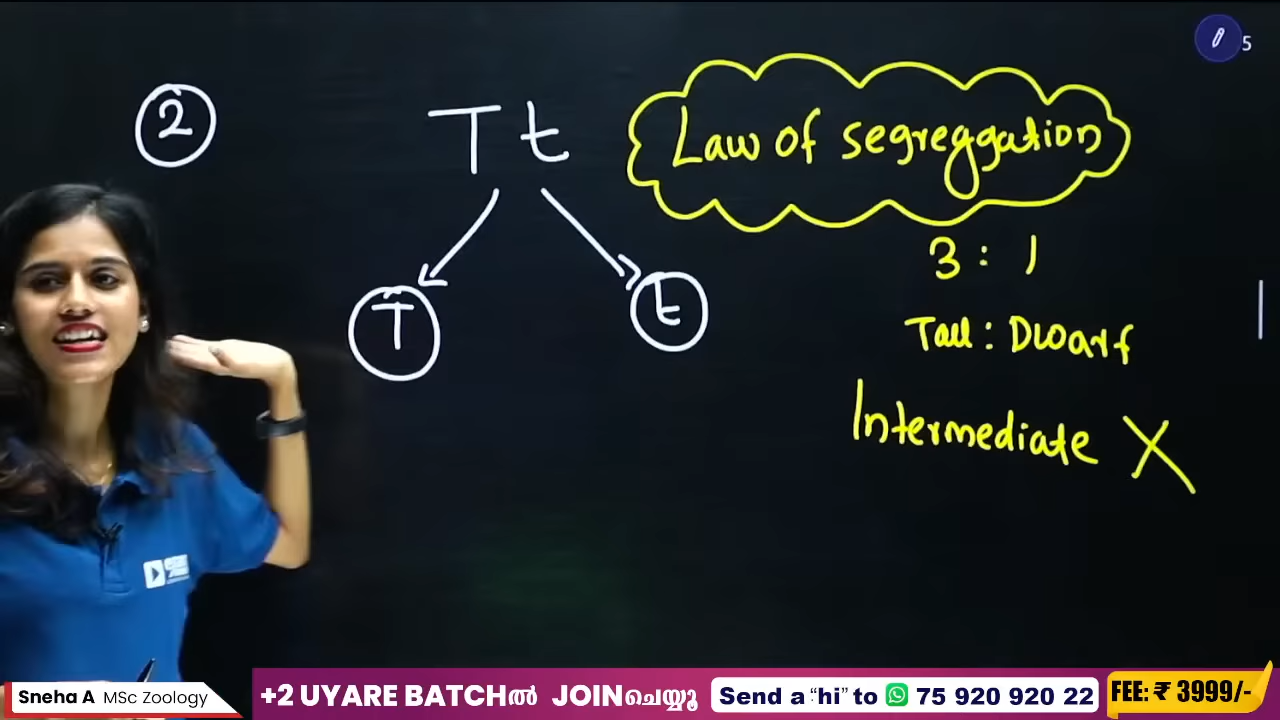 5
2
T t
Law of segreggation
T
t
3 : 1
Tall : Dwarf
Intermediate X
Sneha A MSc Zoology
+2 UYARE BATCHൽ JOINചെയ്യൂ
Send a “hi” to 75 920 920 22
FEE: ₹ 3999/-